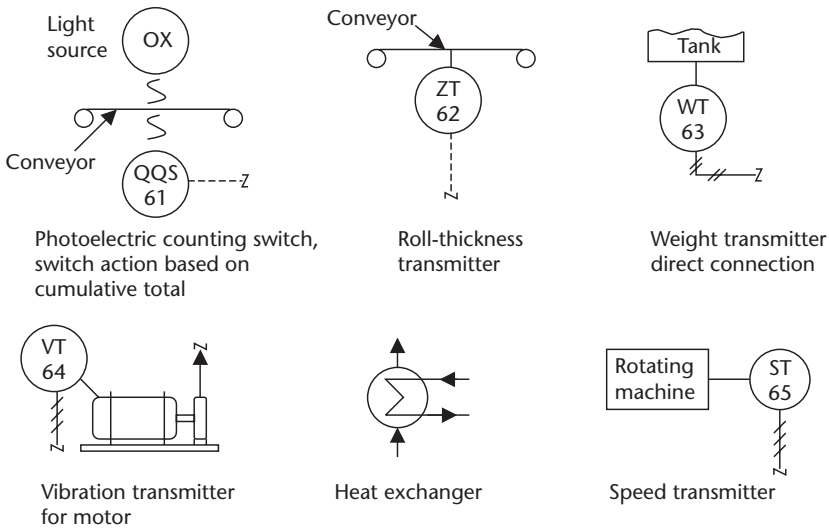 Light
source
OX
Conveyor
QQS
61
Photoelectric counting switch,
switch action based on
cumulative total
Conveyor
ZT
62
Roll-thickness
transmitter
Tank
WT
63
Weight transmitter
direct connection
VT
64
Vibration transmitter
for motor
Heat exchanger
Rotating
machine
ST
65
Speed transmitter